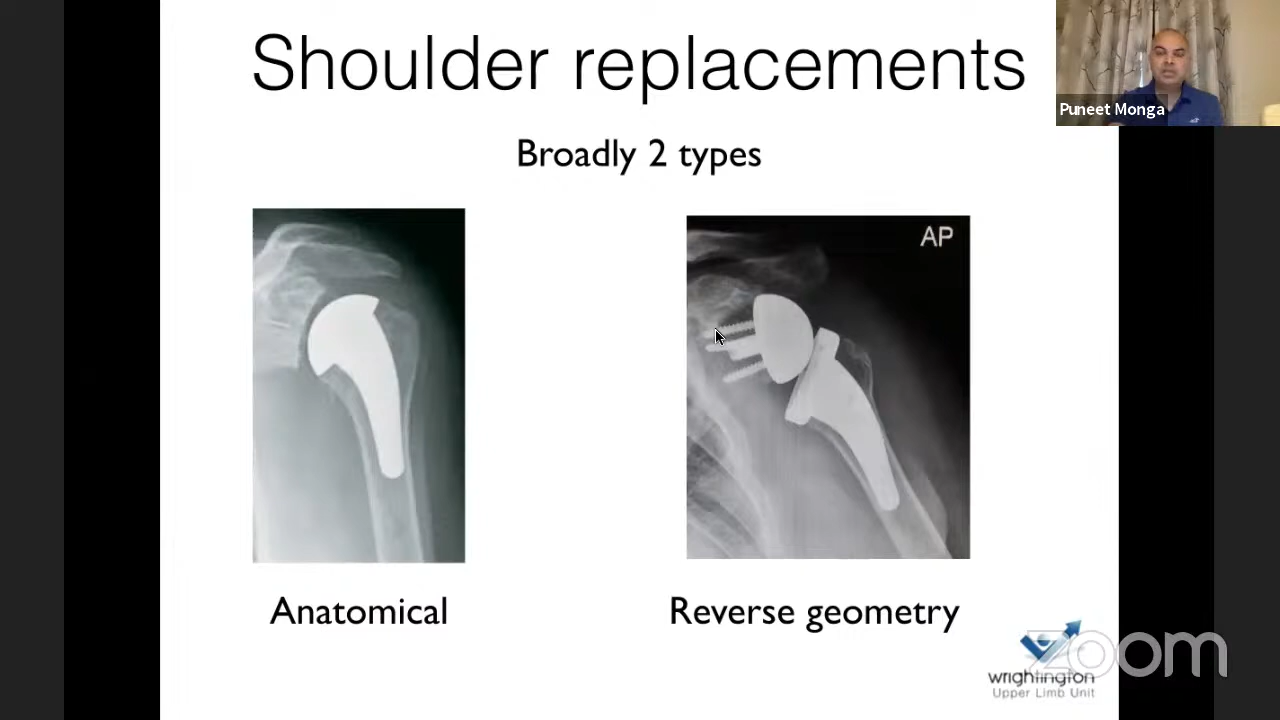 Shoulder replacements
Puneet Monga
Broadly 2 types
AP
Anatomical
Reverse geometry
zoom
wrightington
Upper Limb Unit